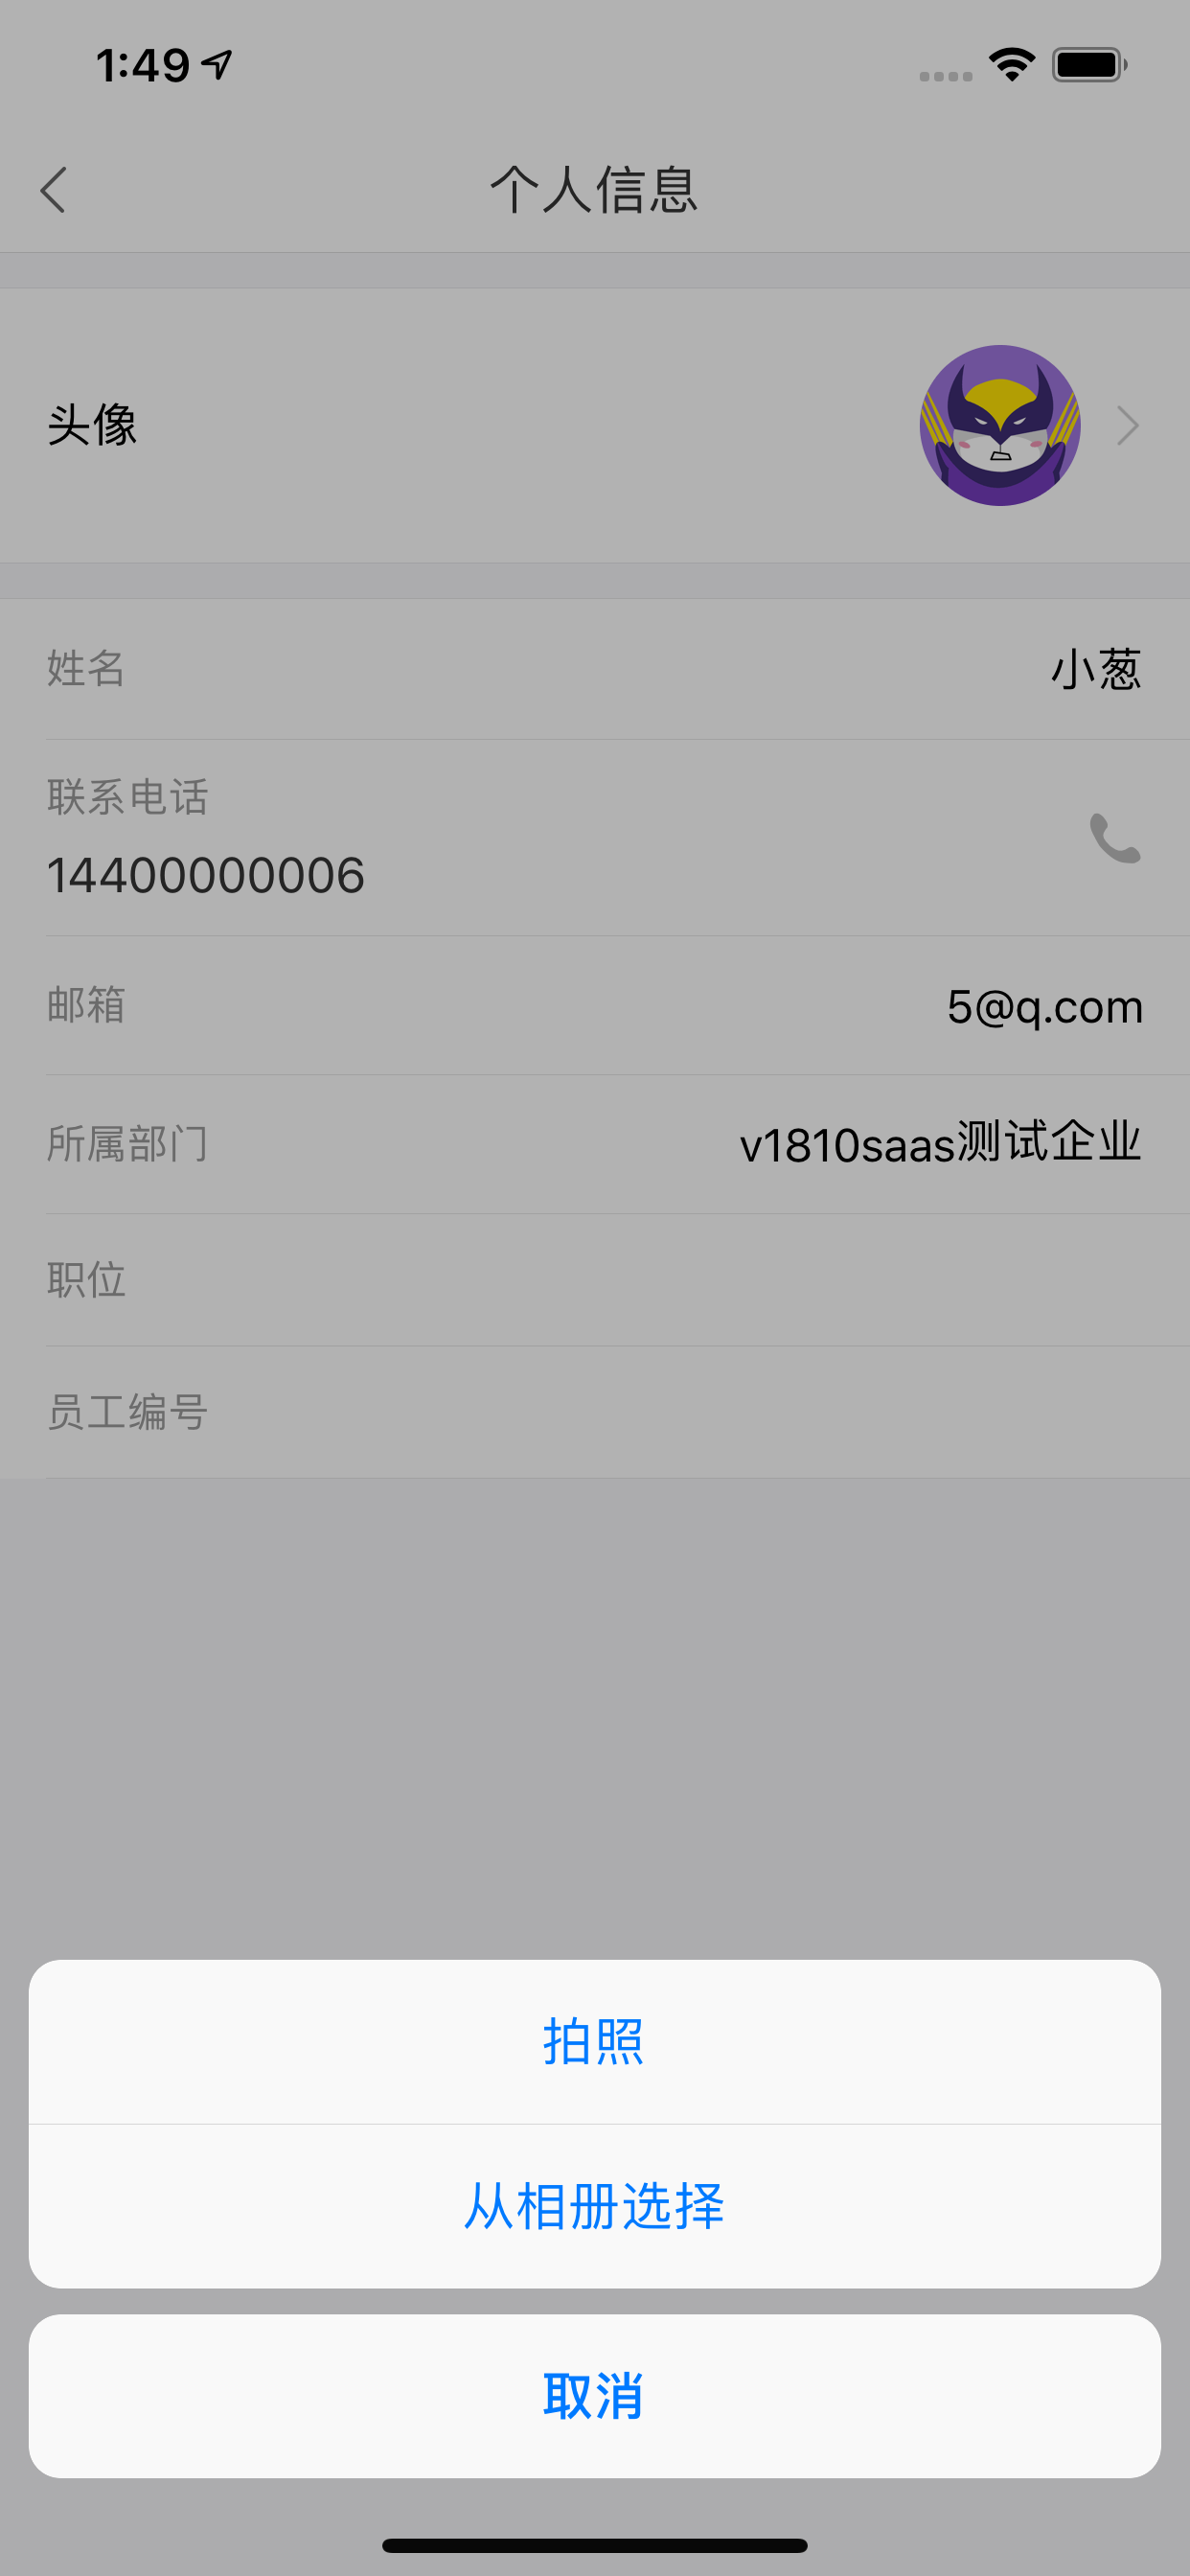 1:49
个人信息
头像
姓名 小葱
联系电话
14400000006
邮箱 5@q.com
所属部门 v1810saas测试企业
职位
员工编号
拍照
从相册选择
取消